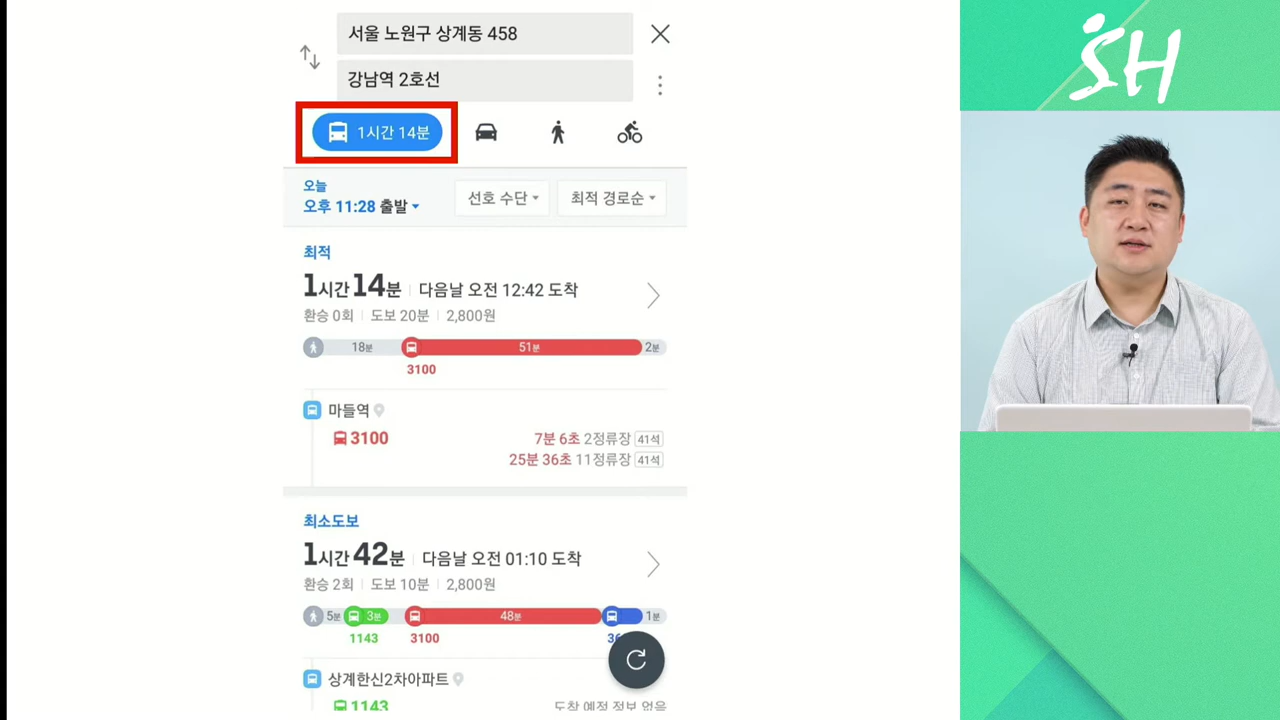 서울 노원구 상계동 458
강남역 2호선
1시간 14분
오늘
오후 11:28 출발
선호 수단
최적 경로순
최적
1시간 14분 다음날 오전 12:42 도착
환승 0회 도보 20분 2,800원
18분 51분 2분
3100
마들역
3100 7분 6초 2정류장 41석
25분 36초 11정류장 41석
최소도보
1시간 42분 다음날 오전 01:10 도착
환승 2회 도보 10분 2,800원
5분 3분 48분 1분
1143 3100
상계한신2차아파트
1143 도착 예정 정보 없음
SH